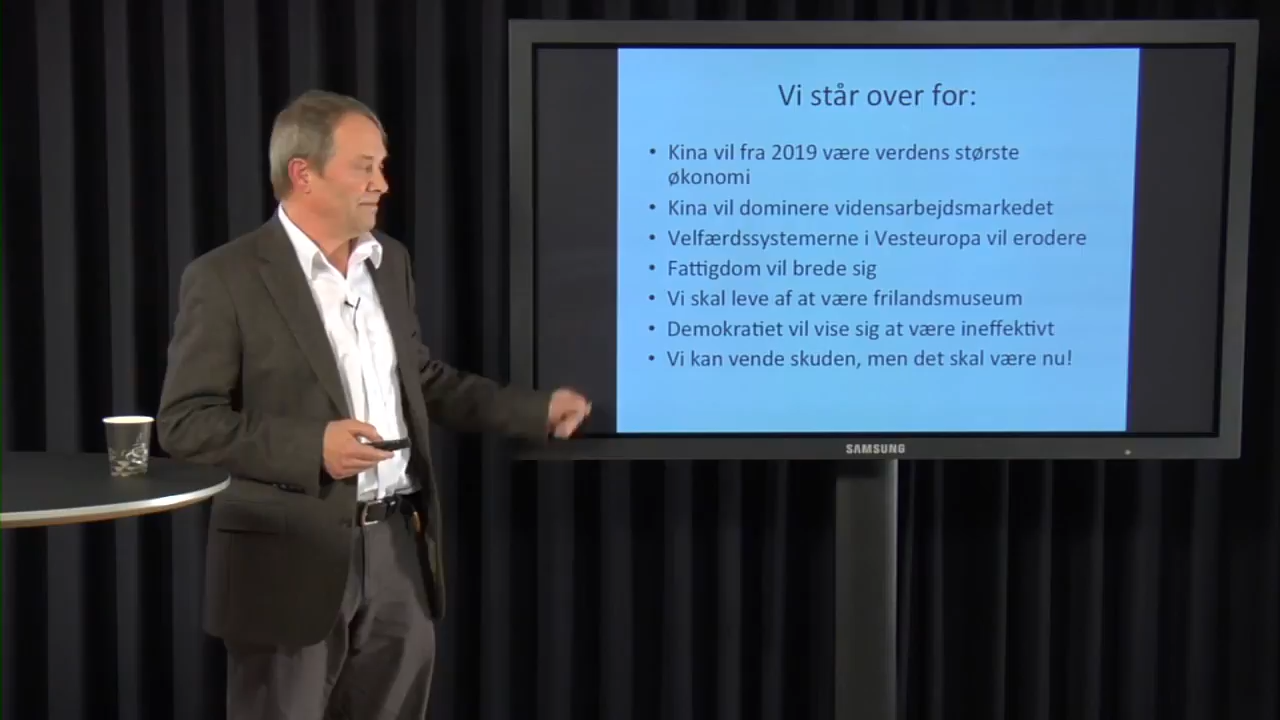 Vi står over for:
• Kina vil fra 2019 være verdens største
økonomi
• Kina vil dominere vidensarbejdsmarkedet
• Velfærdssystemerne i Vesteuropa vil erodere
• Fattigdom vil brede sig
• Vi skal leve af at være frilandsmuseum
• Demokratiet vil vise sig at være ineffektivt
• Vi kan vende skuden, men det skal være nu!
SAMSUNG